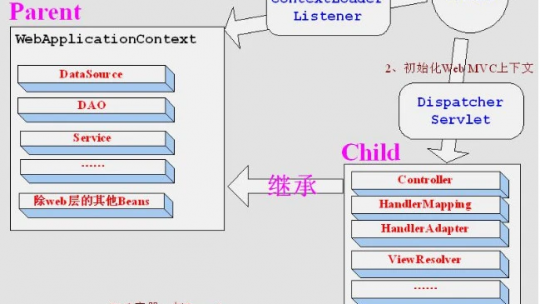 Parent
ContextLoader
Listener
WebApplicationContext
DataSource
DAO
Service
......
除web层的其他Beans
2、初始化Web MVC上下文
Dispatcher
Servlet
Child
继承
Controller
HandlerMapping
HandlerAdapter
ViewResolver
......